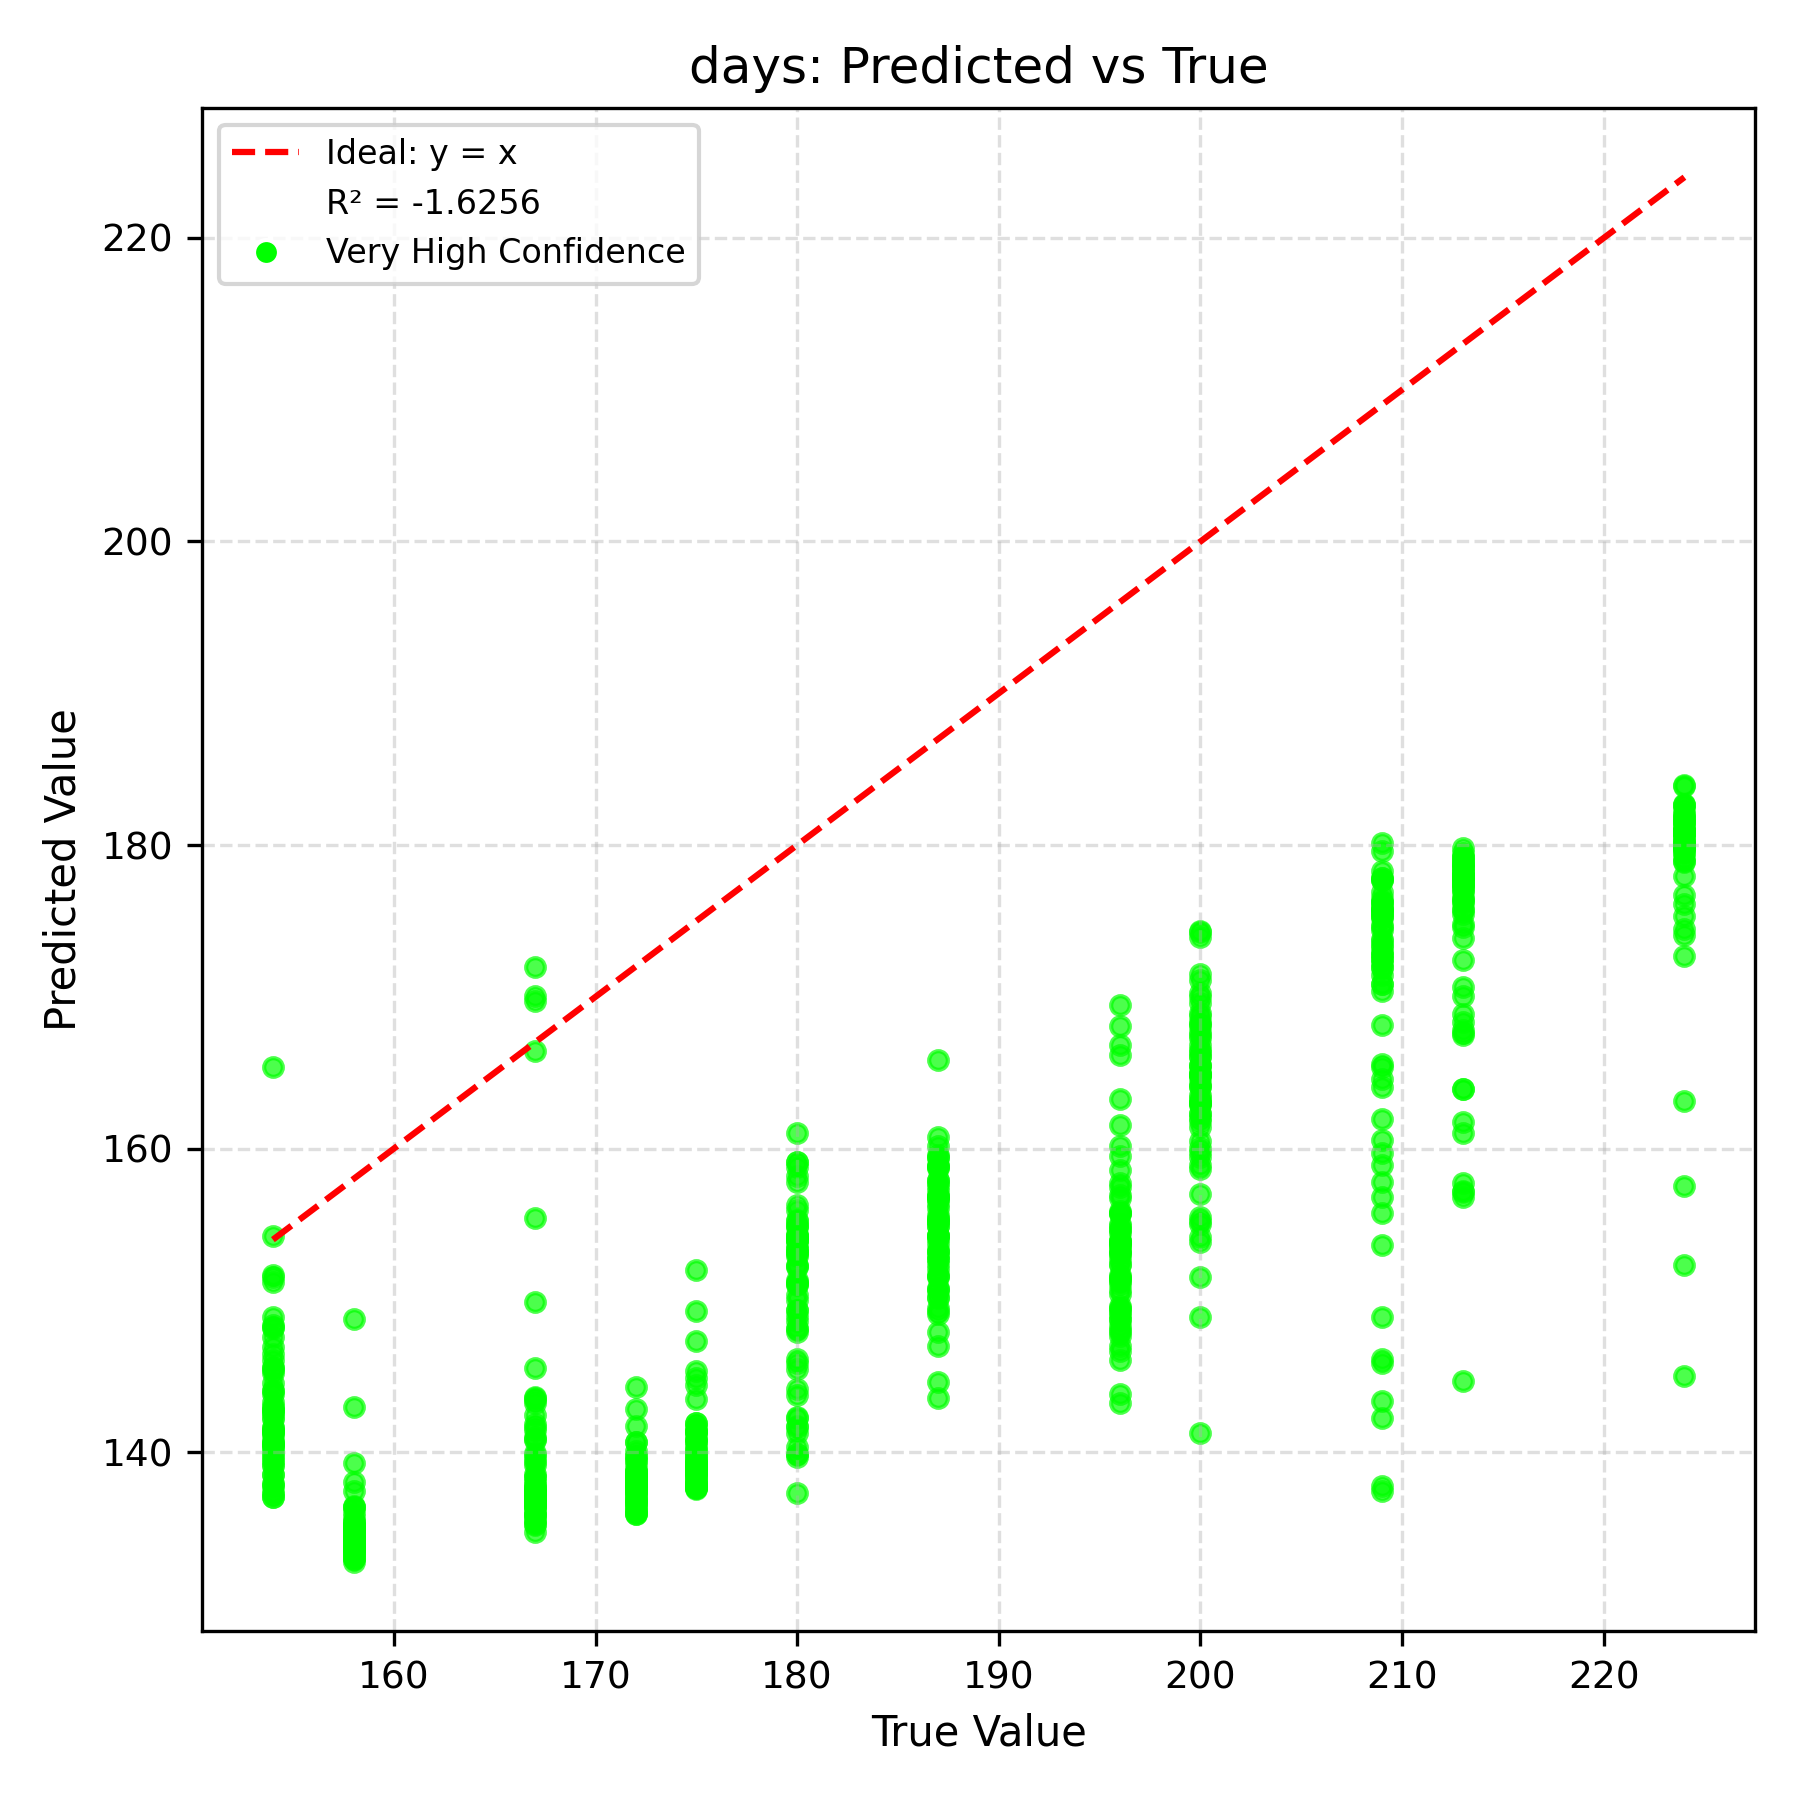 days: Predicted vs True
Ideal: y = x
R² = -1.6256
Very High Confidence
220
200
180
160
140
Predicted Value
160 170 180 190 200 210 220
True Value